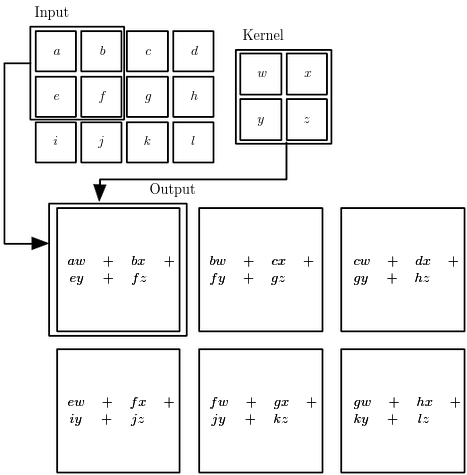 Input
a b c d
e f g h
i j k l
Kernel
w x
y z
Output
aw + bx +
ey + fz
bw + cx +
fy + gz
cw + dx +
gy + hz
ew + fx +
iy + jz
fw + gx +
jy + kz
gw + hx +
ky + lz